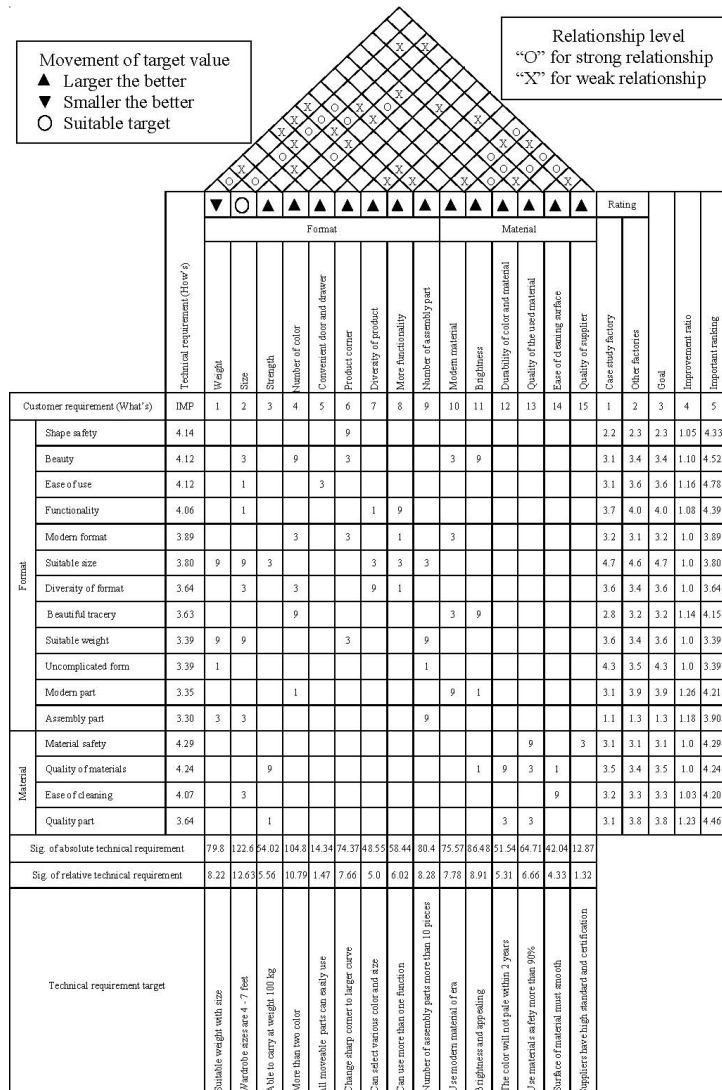 Movement of target value
▲ Larger the better
▼ Smaller the better
O Suitable target
Relationship level
“O” for strong relationship
“X” for weak relationship
Rating
Format
Material
Technical requirement (How's)
Weight
Size
Strength
Number of color
Convenient door and drawer
Product corner
Diversity of product
More functionality
Number of assembly part
Modern material
Brightness
Durability of color and material
Quality of the used material
Ease of cleaning surface
Quality of supplier
Case study factory
Other factories
Goal
Improvement ratio
Important ranking
Customer requirement (What's) IMP 1 2 3 4 5 6 7 8 9 10 11 12 13 14 15 1 2 3 4 5
Format
Shape safety 4.14 9 2.2 2.3 2.3 1.05 4.33
Beauty 4.12 3 9 3 3 9 3.1 3.4 3.4 1.10 4.52
Ease of use 4.12 1 3 3.1 3.6 3.6 1.16 4.78
Functionality 4.06 1 1 9 3.7 4.0 4.0 1.08 4.39
Modern format 3.89 3 3 1 3 3.2 3.1 3.2 1.0 3.89
Suitable size 3.80 9 9 3 3 3 3 4.7 4.6 4.7 1.0 3.80
Diversity of format 3.64 3 3 9 1 3.6 3.4 3.6 1.0 3.64
Beautiful tracery 3.63 9 3 9 2.8 3.2 3.2 1.14 4.15
Suitable weight 3.39 9 9 3 9 3.6 3.4 3.6 1.0 3.39
Uncomplicated form 3.39 1 1 4.3 3.5 4.3 1.0 3.39
Modern part 3.35 1 9 1 3.1 3.9 3.9 1.26 4.21
Assembly part 3.30 3 3 9 1.1 1.3 1.3 1.18 3.90
Material
Material safety 4.29 9 3 3.1 3.1 3.1 1.0 4.29
Quality of materials 4.24 9 1 9 3 1 3.5 3.4 3.5 1.0 4.24
Ease of cleaning 4.07 3 9 3.2 3.3 3.3 1.03 4.20
Quality part 3.64 1 3 3 3.1 3.8 3.8 1.23 4.46
Sig. of absolute technical requirement 79.8 122.6 54.02 104.8 14.34 74.37 48.55 58.44 80.4 75.57 86.48 51.54 64.71 42.04 12.87
Sig. of relative technical requirement 8.22 12.63 5.56 10.79 1.47 7.66 5.0 6.02 8.28 7.78 8.91 5.31 6.66 4.33 1.32
Technical requirement target
Suitable weight with size
Wardrobe sizes are 4 - 7 feet
Able to carry at weight 100 kg
More than two color
All moveable parts can easily use
Change sharp corner to larger curve
Can select various color and size
Can use more than one function
Number of assembly parts more than 10 pieces
Use modern material of era
Brightness and appealing
The color will not pale within 2 years
Use materials safety more than 90%
Surface of material must smooth
Suppliers have high standard and certification